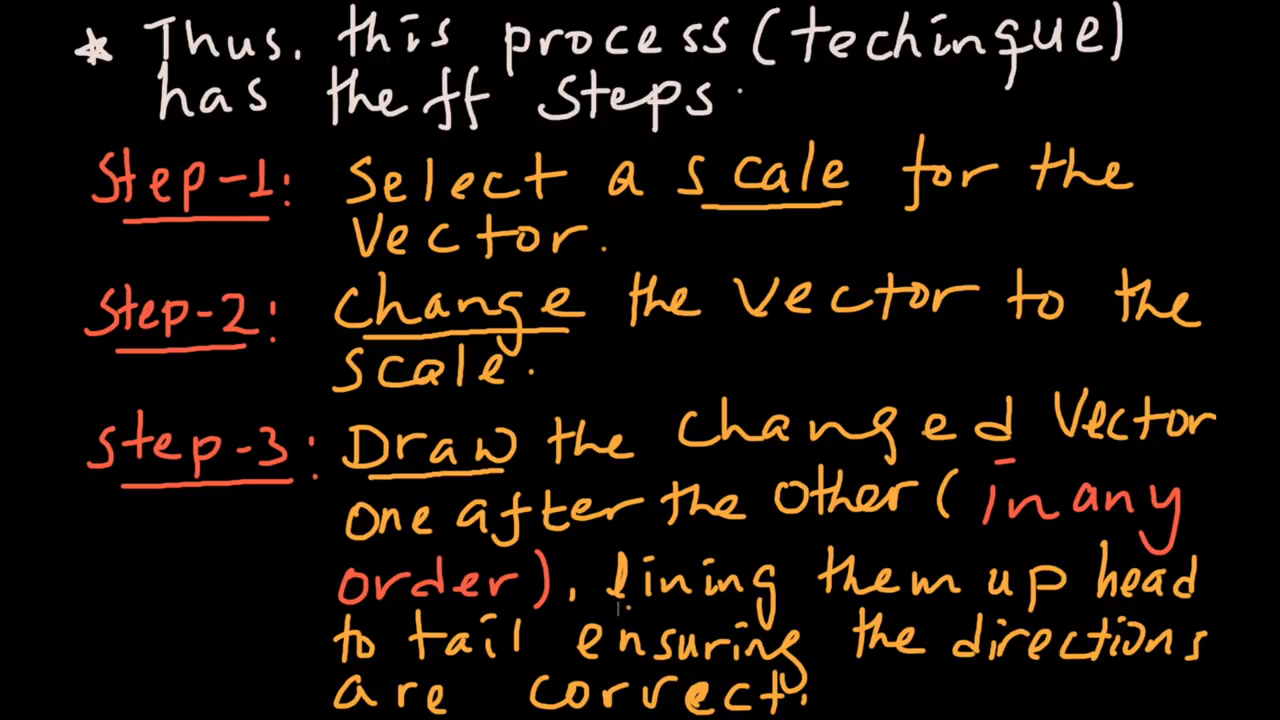 * Thus, this process (techinque)
has the ff steps.
Step-1: Select a scale for the
Vector.
Step-2: Change the Vector to the
scale.
Step-3: Draw the changed Vector
one after the other (in any
order), lining them up head
to tail ensuring the directions
are correct.